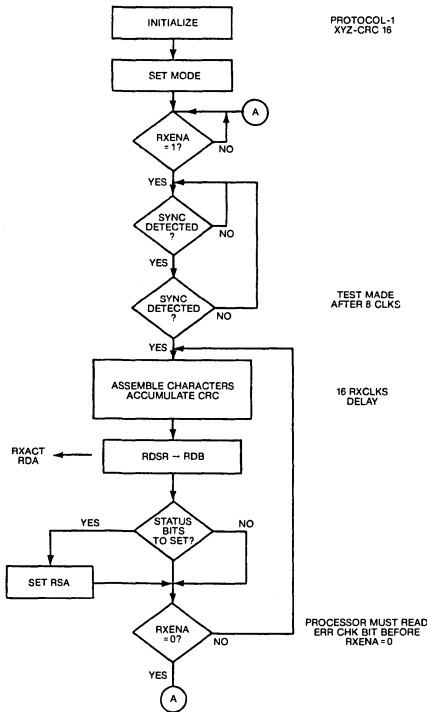 INITIALIZE
PROTOCOL-1
XYZ-CRC 16
SET MODE
A
RXENA
= 1?
NO
YES
SYNC
DETECTED
?
NO
YES
SYNC
DETECTED
?
NO
TEST MADE
AFTER 8 CLKS
YES
ASSEMBLE CHARACTERS
ACCUMULATE CRC
16 RXCLKS
DELAY
RXACT
RDA
RDSR → RDB
YES
STATUS
BITS
TO SET?
NO
SET RSA
RXENA
=0?
NO
PROCESSOR MUST READ
ERR CHK BIT BEFORE
RXENA = 0
YES
A